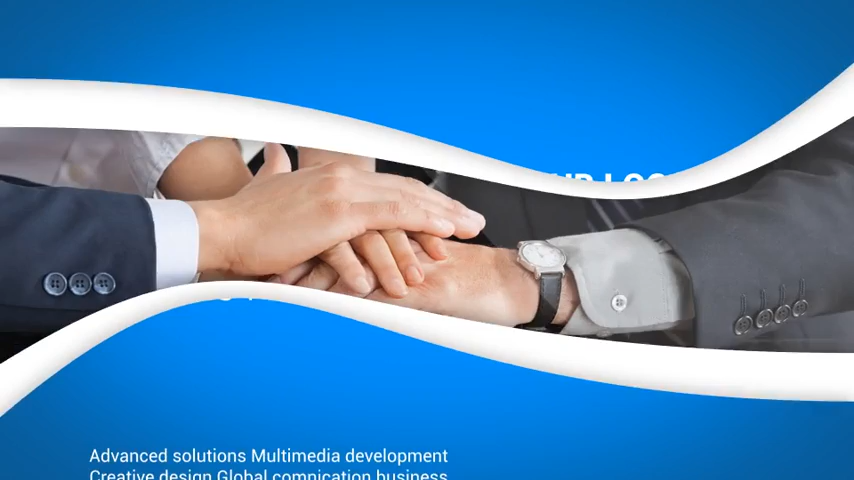 Advanced solutions Multimedia development
Creative design Global comnication business